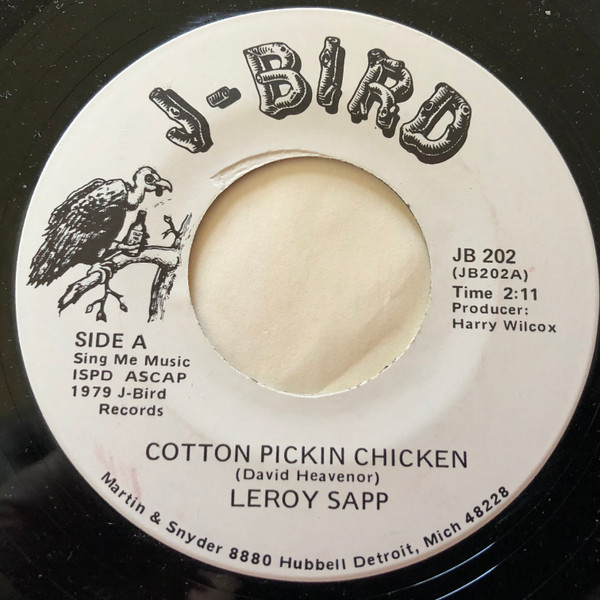 J-BIRD
JB 202
(JB202A)
Time 2:11
Producer:
Harry Wilcox
SIDE A
Sing Me Music
ISPD ASCAP
1979 J-Bird
Records
COTTON PICKIN CHICKEN
(David Heavenor)
LEROY SAPP
Martin & Snyder 8880 Hubbell Detroit, Mich 48228